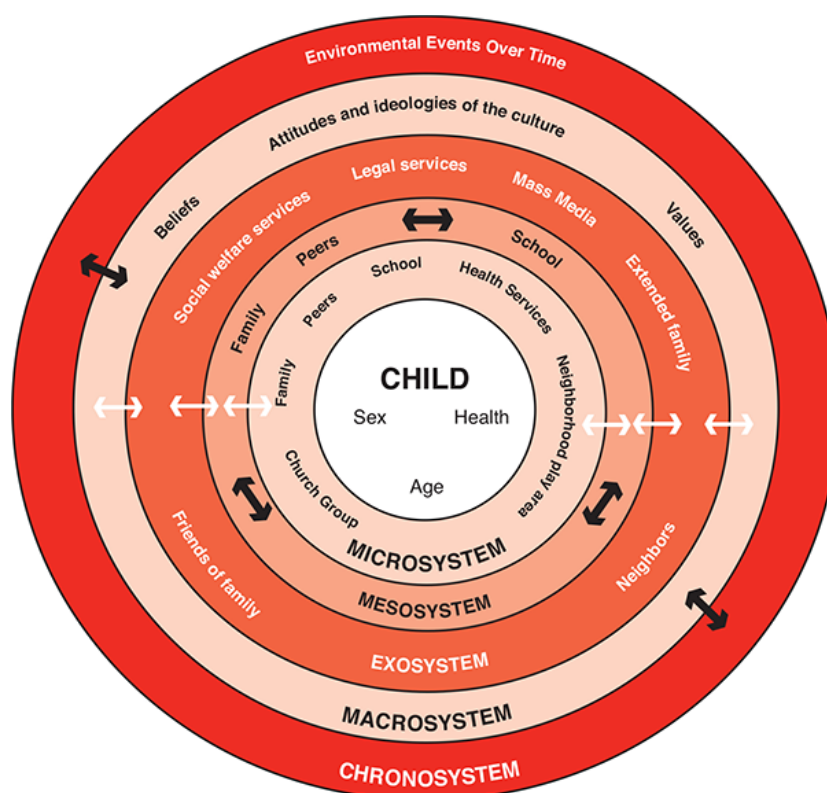 Environmental Events Over Time
Attitudes and ideologies of the culture
Beliefs
Values
Legal services
Social welfare services
Mass Media
Extended family
Peers
School
Family
School
Health Services
Peers
Family
Neighborhood play area
Church Group
CHILD
Sex
Health
Age
MICROSYSTEM
MESOSYSTEM
Friends of family
Neighbors
EXOSYSTEM
MACROSYSTEM
CHRONOSYSTEM